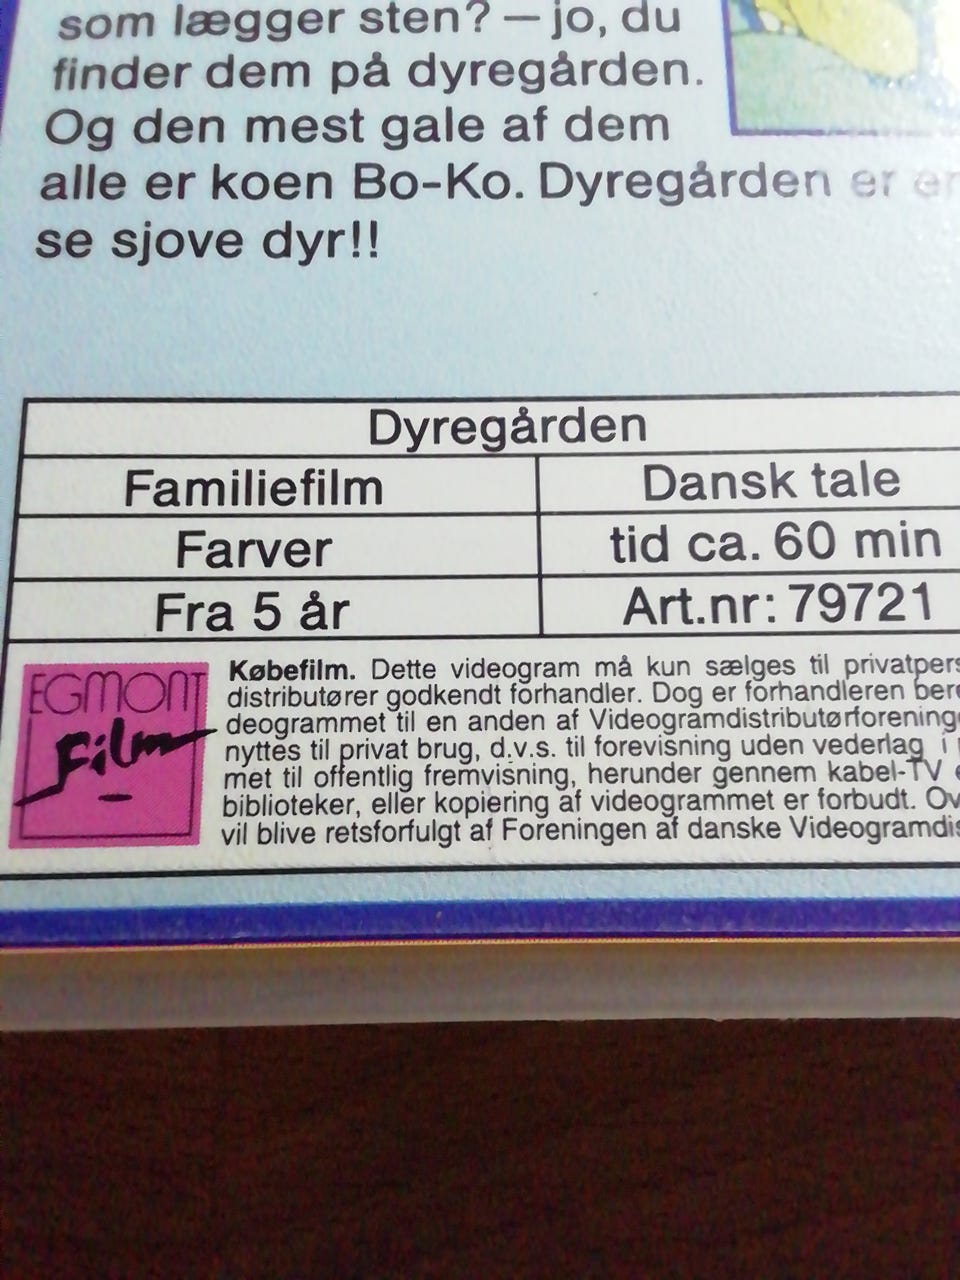 som lægger sten? – jo, du
finder dem på dyregården.
Og den mest gale af dem
alle er koen Bo-Ko. Dyregården er
se sjove dyr!!
Dyregården
Familiefilm
Dansk tale
Farver
tid ca. 60 min
Fra 5 år
Art.nr: 79721
EGMONT
Film
Købefilm. Dette videogram må kun sælges til
distributører godkendt forhandler. Dog er forhandleren
deogrammet til en anden af
nyttes til privat brug, d.v.s. til forevisning uden vederlag i
met til offentlig fremvisning, herunder gennem kabel-TV
biblioteker, eller kopiering af videogrammet er forbudt.
vil blive retsforfulgt af Foreningen af danske